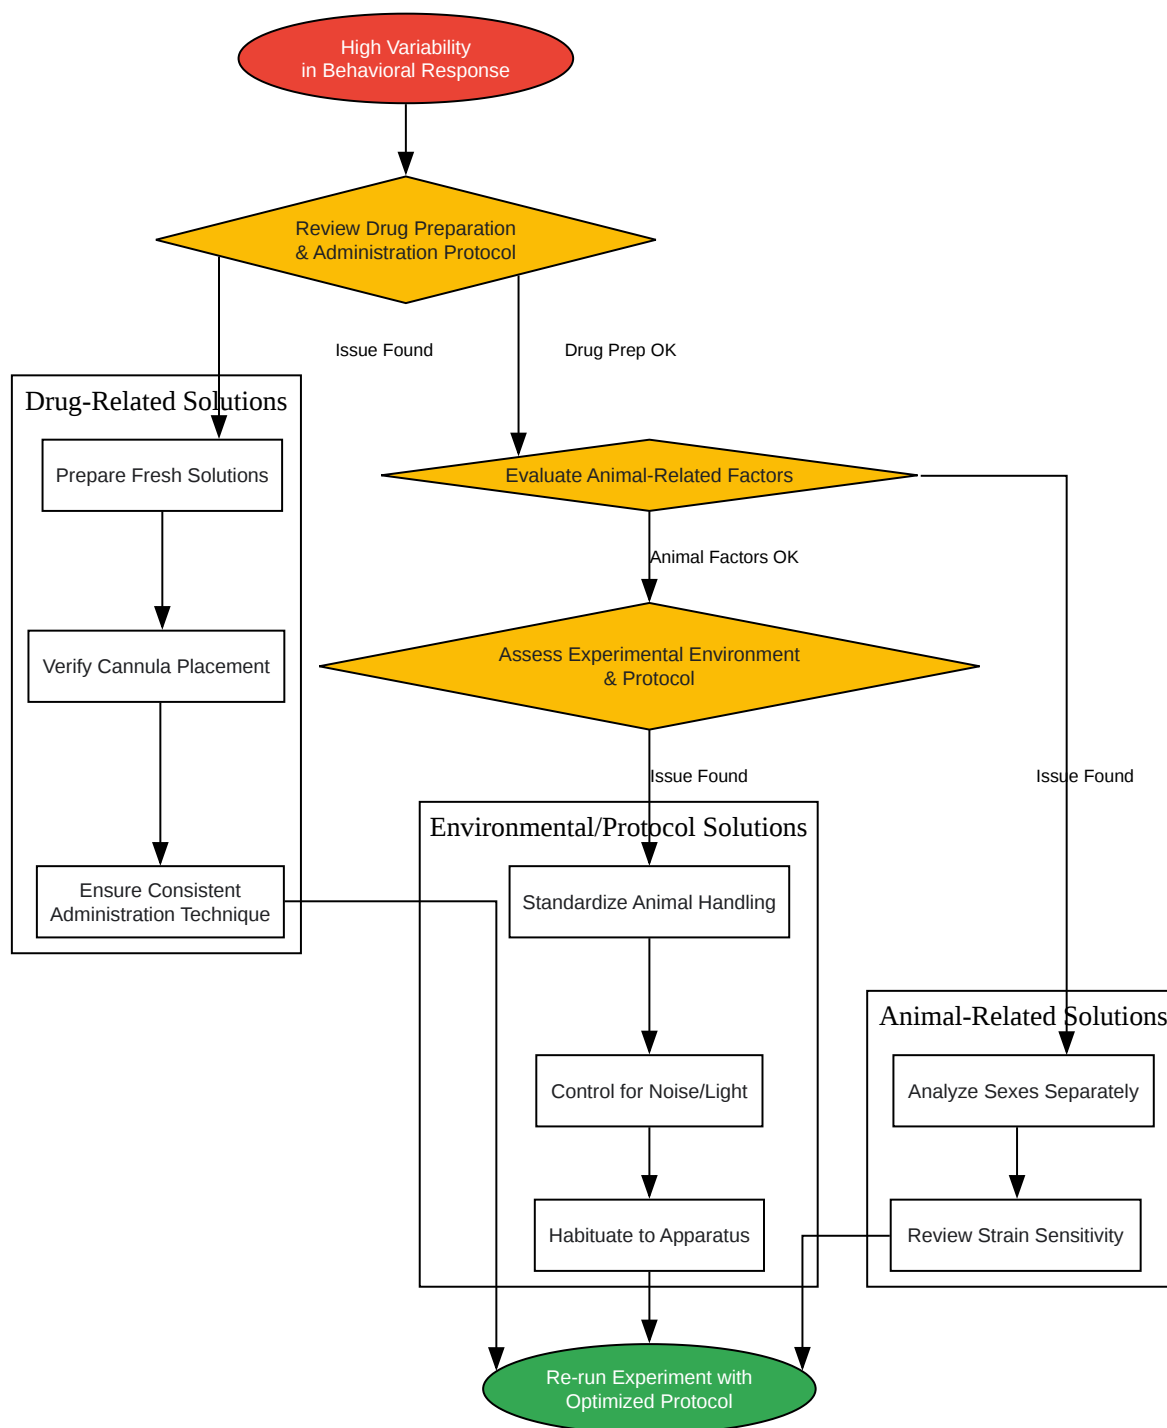 High Variability
in Behavioral Response
Review Drug Preparation
& Administration Protocol
Issue Found
Drug Prep OK
Drug-Related Solutions
Prepare Fresh Solutions
Evaluate Animal-Related Factors
Animal Factors OK
Verify Cannula Placement
Assess Experimental Environment
& Protocol
Issue Found
Issue Found
Environmental/Protocol Solutions
Ensure Consistent
Administration Technique
Standardize Animal Handling
Animal-Related Solutions
Control for Noise/Light
Analyze Sexes Separately
Habituate to Apparatus
Review Strain Sensitivity
Re-run Experiment with
Optimized Protocol